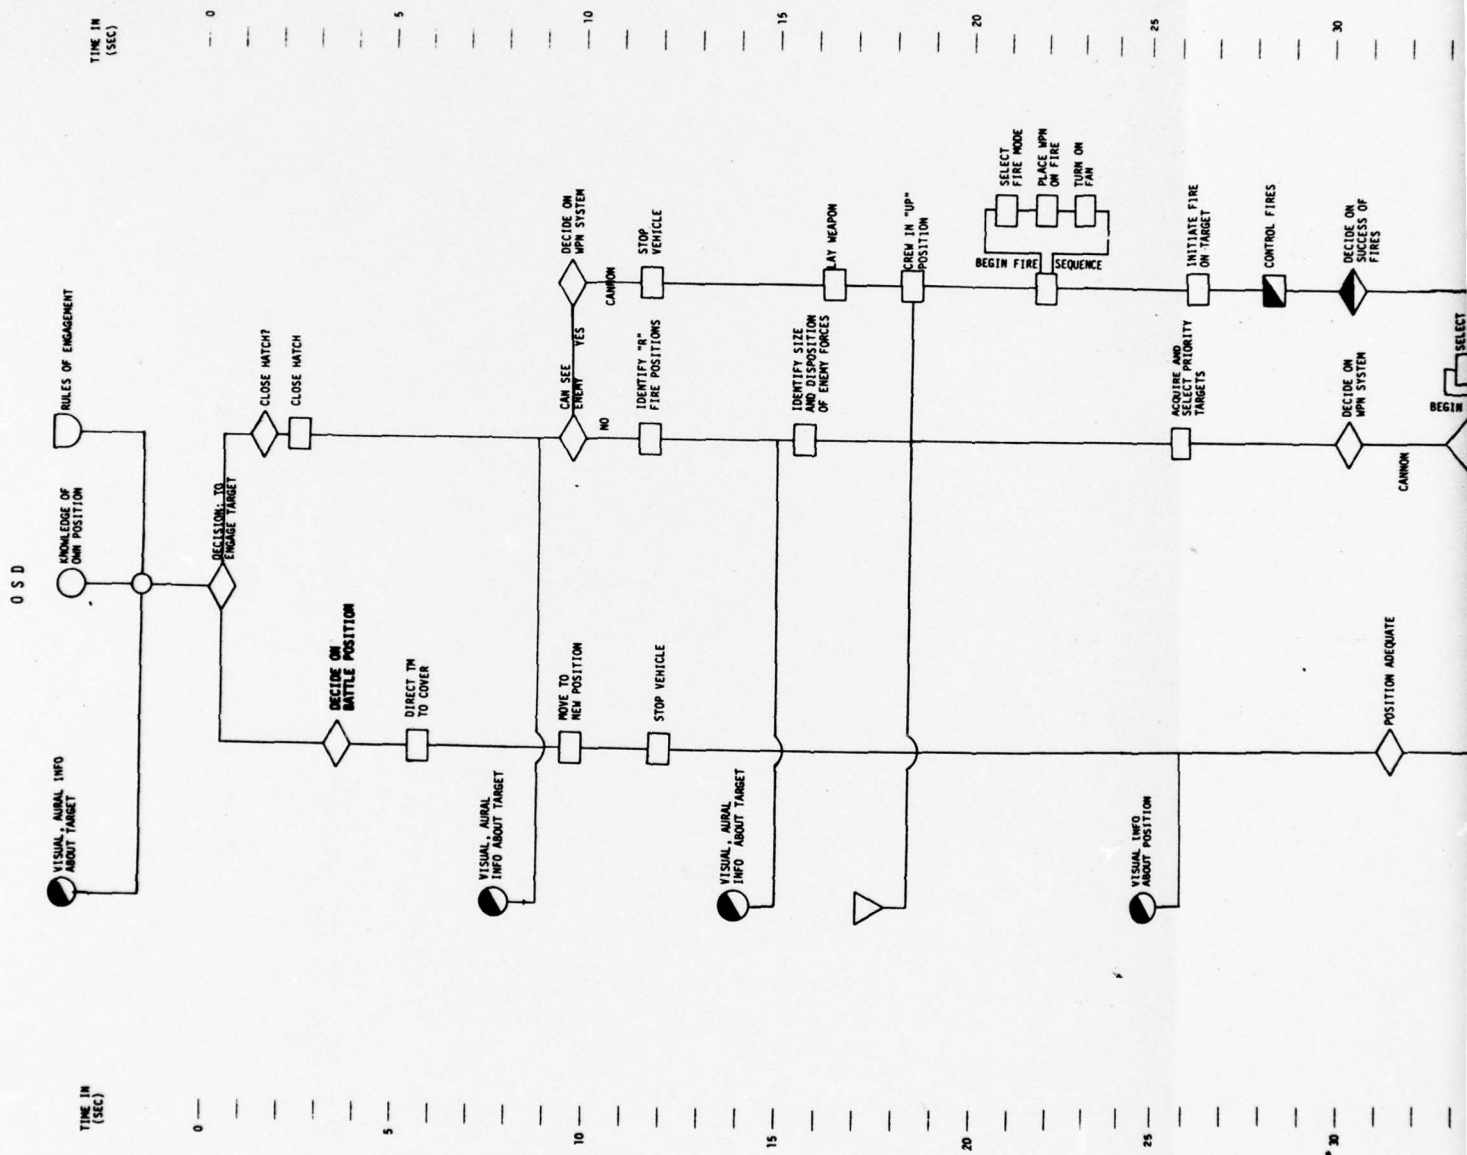 OSD
TIME IN
(SEC)
VISUAL, AURAL INFO
ABOUT TARGET
KNOWLEDGE OF
OWN POSITION
RULES OF ENGAGEMENT
TIME IN
(SEC)
0
DECISION: TO
ENGAGE TARGET
0
CLOSE HATCH?
CLOSE HATCH
DECIDE ON
BATTLE POSITION
5
DIRECT TM
TO COVER
5
VISUAL, AURAL
INFO ABOUT TARGET
10
MOVE TO
NEW POSITION
CAN SEE
ENEMY
YES
DECIDE ON
WPN SYSTEM
10
NO
CANNON
STOP VEHICLE
IDENTIFY "R"
FIRE POSITIONS
STOP
VEHICLE
VISUAL, AURAL
INFO ABOUT TARGET
15
IDENTIFY SIZE
AND DISPOSITION
OF ENEMY FORCES
15
LAY WEAPON
CREW IN "UP"
POSITION
20
20
BEGIN FIRE
SEQUENCE
SELECT
FIRE MODE
PLACE WPN
ON FIRE
TURN ON
FAN
VISUAL INFO
ABOUT POSITION
25
ACQUIRE AND
SELECT PRIORITY
TARGETS
INITIATE FIRE
ON TARGET
25
CONTROL FIRES
30
POSITION ADEQUATE
DECIDE ON
WPN SYSTEM
DECIDE ON
SUCCESS OF
FIRES
30
CANNON
BEGIN
SELECT